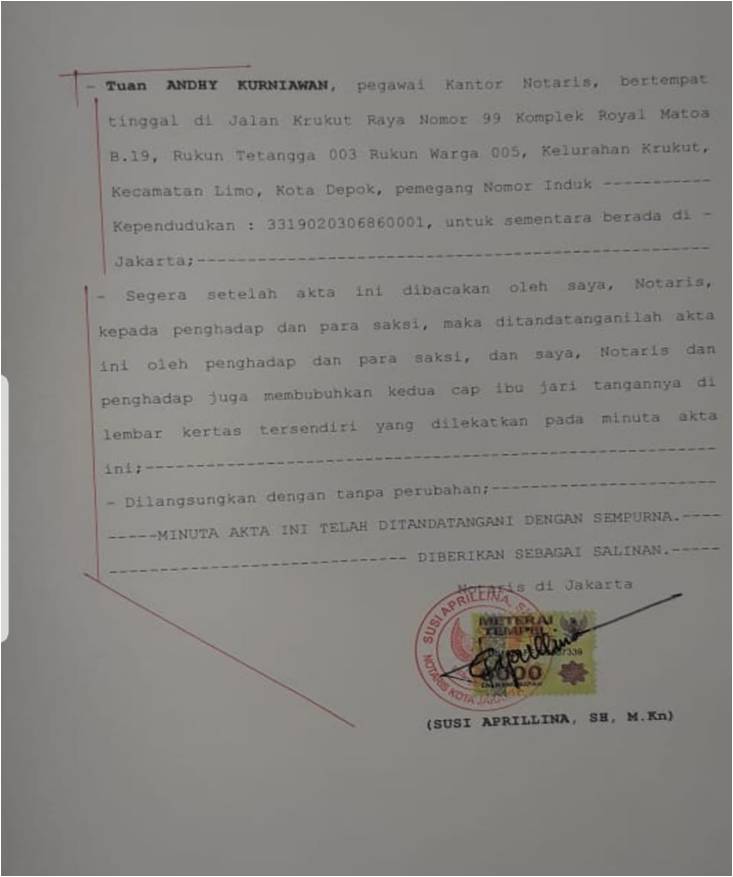 - Tuan ANDHY KURNIAWAN, pegawai Kantor Notaris, bertempat
tinggal di Jalan Krukut Raya Nomor 99 Komplek Royal Matoa
B.19, Rukun Tetangga 003 Rukun Warga 005, Kelurahan Krukut,
Kecamatan Limo, Kota Depok, pemegang Nomor Induk -----------
Kependudukan : 3319020306860001, untuk sementara berada di -
Jakarta;--------------------------------------------------
- Segera setelah akta ini dibacakan oleh saya, Notaris,
kepada penghadap dan para saksi, maka ditandatanganilah akta
ini oleh penghadap dan para saksi, dan saya, Notaris dan
penghadap juga membubuhkan kedua cap ibu jari tangannya di
lembar kertas tersendiri yang dilekatkan pada minuta akta
ini;--------------------------------------------------------
- Dilangsungkan dengan tanpa perubahan;----------------------
-----MINUTA AKTA INI TELAH DITANDATANGANI DENGAN SEMPURNA.----
----------------------------- DIBERIKAN SEBAGAI SALINAN.-----
Notaris di Jakarta
SUSI APRILLINA, SH
NOTARIS KOTA
METERAI
TEMPEL
(SUSI APRILLINA, SH, M.Kn)